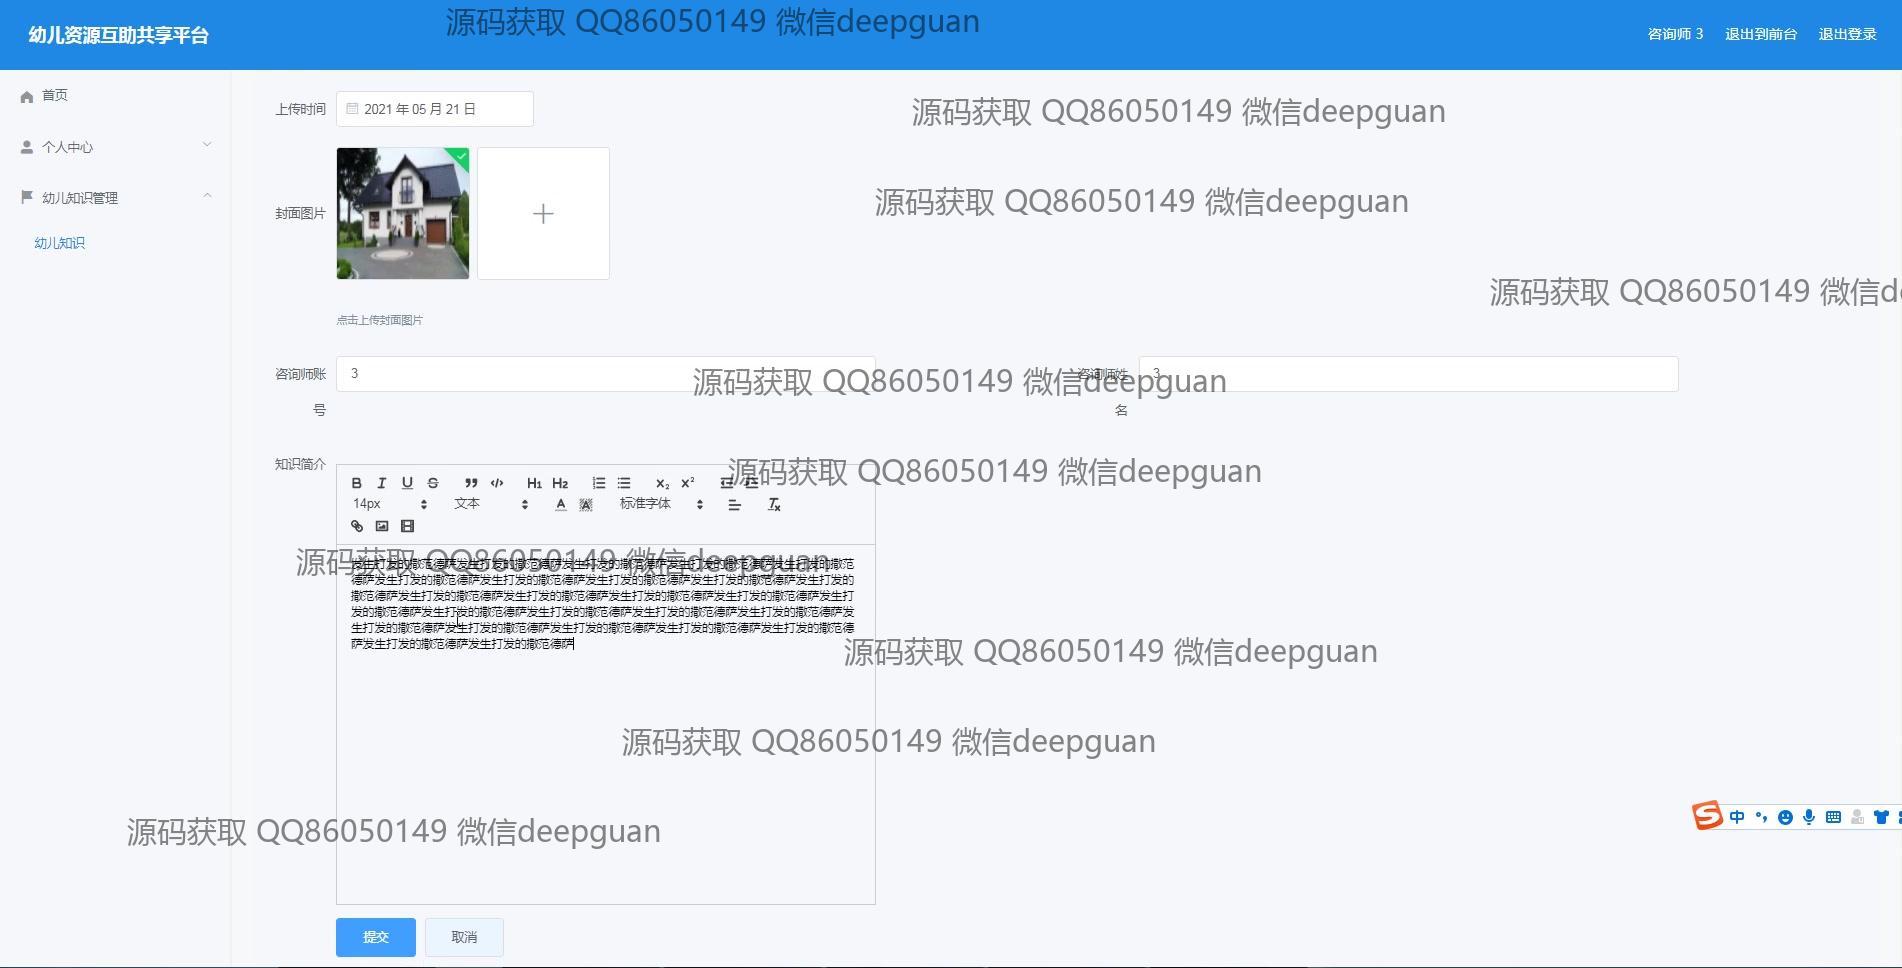 源码获取 QQ86050149 微信deepguan
幼儿资源互助共享平台
咨询师 3 退出到前台 退出登录
首页
个人中心
幼儿知识管理
幼儿知识
上传时间 2021 年 05 月 21 日
源码获取 QQ86050149 微信deepguan
源码获取 QQ86050149 微信deepguan
封面图片
源码获取 QQ86050149 微信d
点击上传封面图片
咨询师账号 3
咨询师姓名 3
源码获取 QQ86050149 微信deepguan
知识简介
源码获取 QQ86050149 微信deepguan
B I U S H1 H2 X2 X2
14px 文本 A A 标准字体 Tx
源码获取 QQ86050149 微信deepguan
发生打发的撒范德萨发生打发的撒范德萨发生打发的撒范德萨发生打发的撒范德萨发生打发的撒范
德萨发生打发的撒范德萨发生打发的撒范德萨发生打发的撒范德萨发生打发的撒范德萨发生打发的
撒范德萨发生打发的撒范德萨发生打发的撒范德萨发生打发的撒范德萨发生打发的撒范德萨发生打
发的撒范德萨发生打发的撒范德萨发生打发的撒范德萨发生打发的撒范德萨发生打发的撒范德萨发
生打发的撒范德萨发生打发的撒范德萨发生打发的撒范德萨发生打发的撒范德萨发生打发的撒范德
萨发生打发的撒范德萨发生打发的撒范德萨
源码获取 QQ86050149 微信deepguan
源码获取 QQ86050149 微信deepguan
S 中
源码获取 QQ86050149 微信deepguan
提交 取消